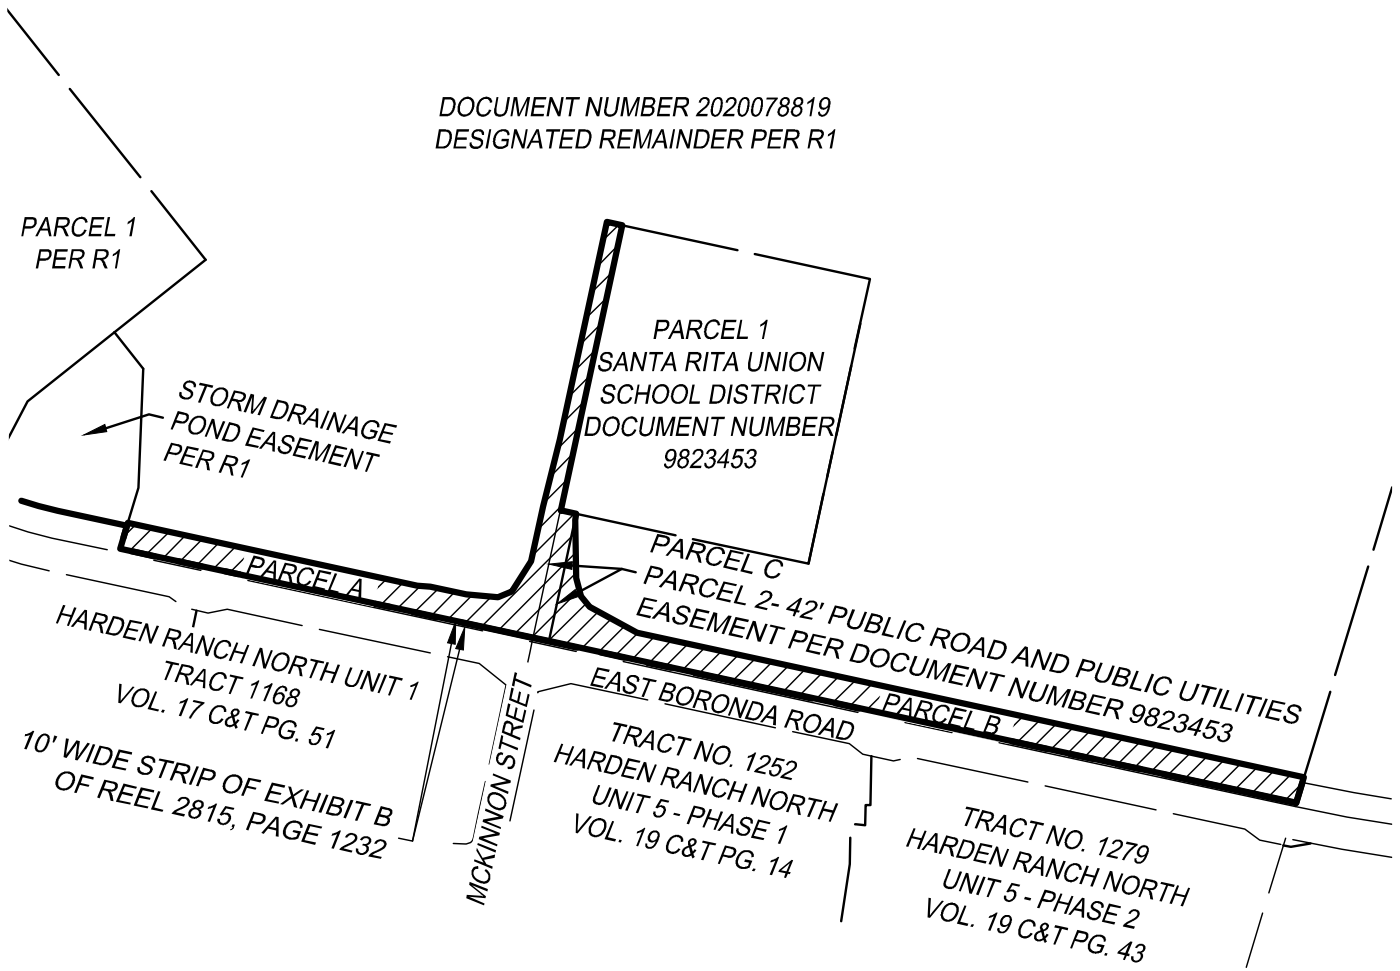 DOCUMENT NUMBER 2020078819
DESIGNATED REMAINDER PER R1
PARCEL 1
PER R1
PARCEL 1
SANTA RITA UNION
SCHOOL DISTRICT
DOCUMENT NUMBER
9823453
STORM DRAINAGE
POND EASEMENT
PER R1
PARCEL A
PARCEL C
PARCEL 2- 42' PUBLIC ROAD AND PUBLIC UTILITIES
EASEMENT PER DOCUMENT NUMBER 9823453
HARDEN RANCH NORTH UNIT 1
TRACT 1168
VOL. 17 C&T PG. 51
10' WIDE STRIP OF EXHIBIT B
OF REEL 2815, PAGE 1232
MCKINNON STREET
EAST BORONDA ROAD
PARCEL B
TRACT NO. 1252
HARDEN RANCH NORTH
UNIT 5 - PHASE 1
VOL. 19 C&T PG. 14
TRACT NO. 1279
HARDEN RANCH NORTH
UNIT 5 - PHASE 2
VOL. 19 C&T PG. 43